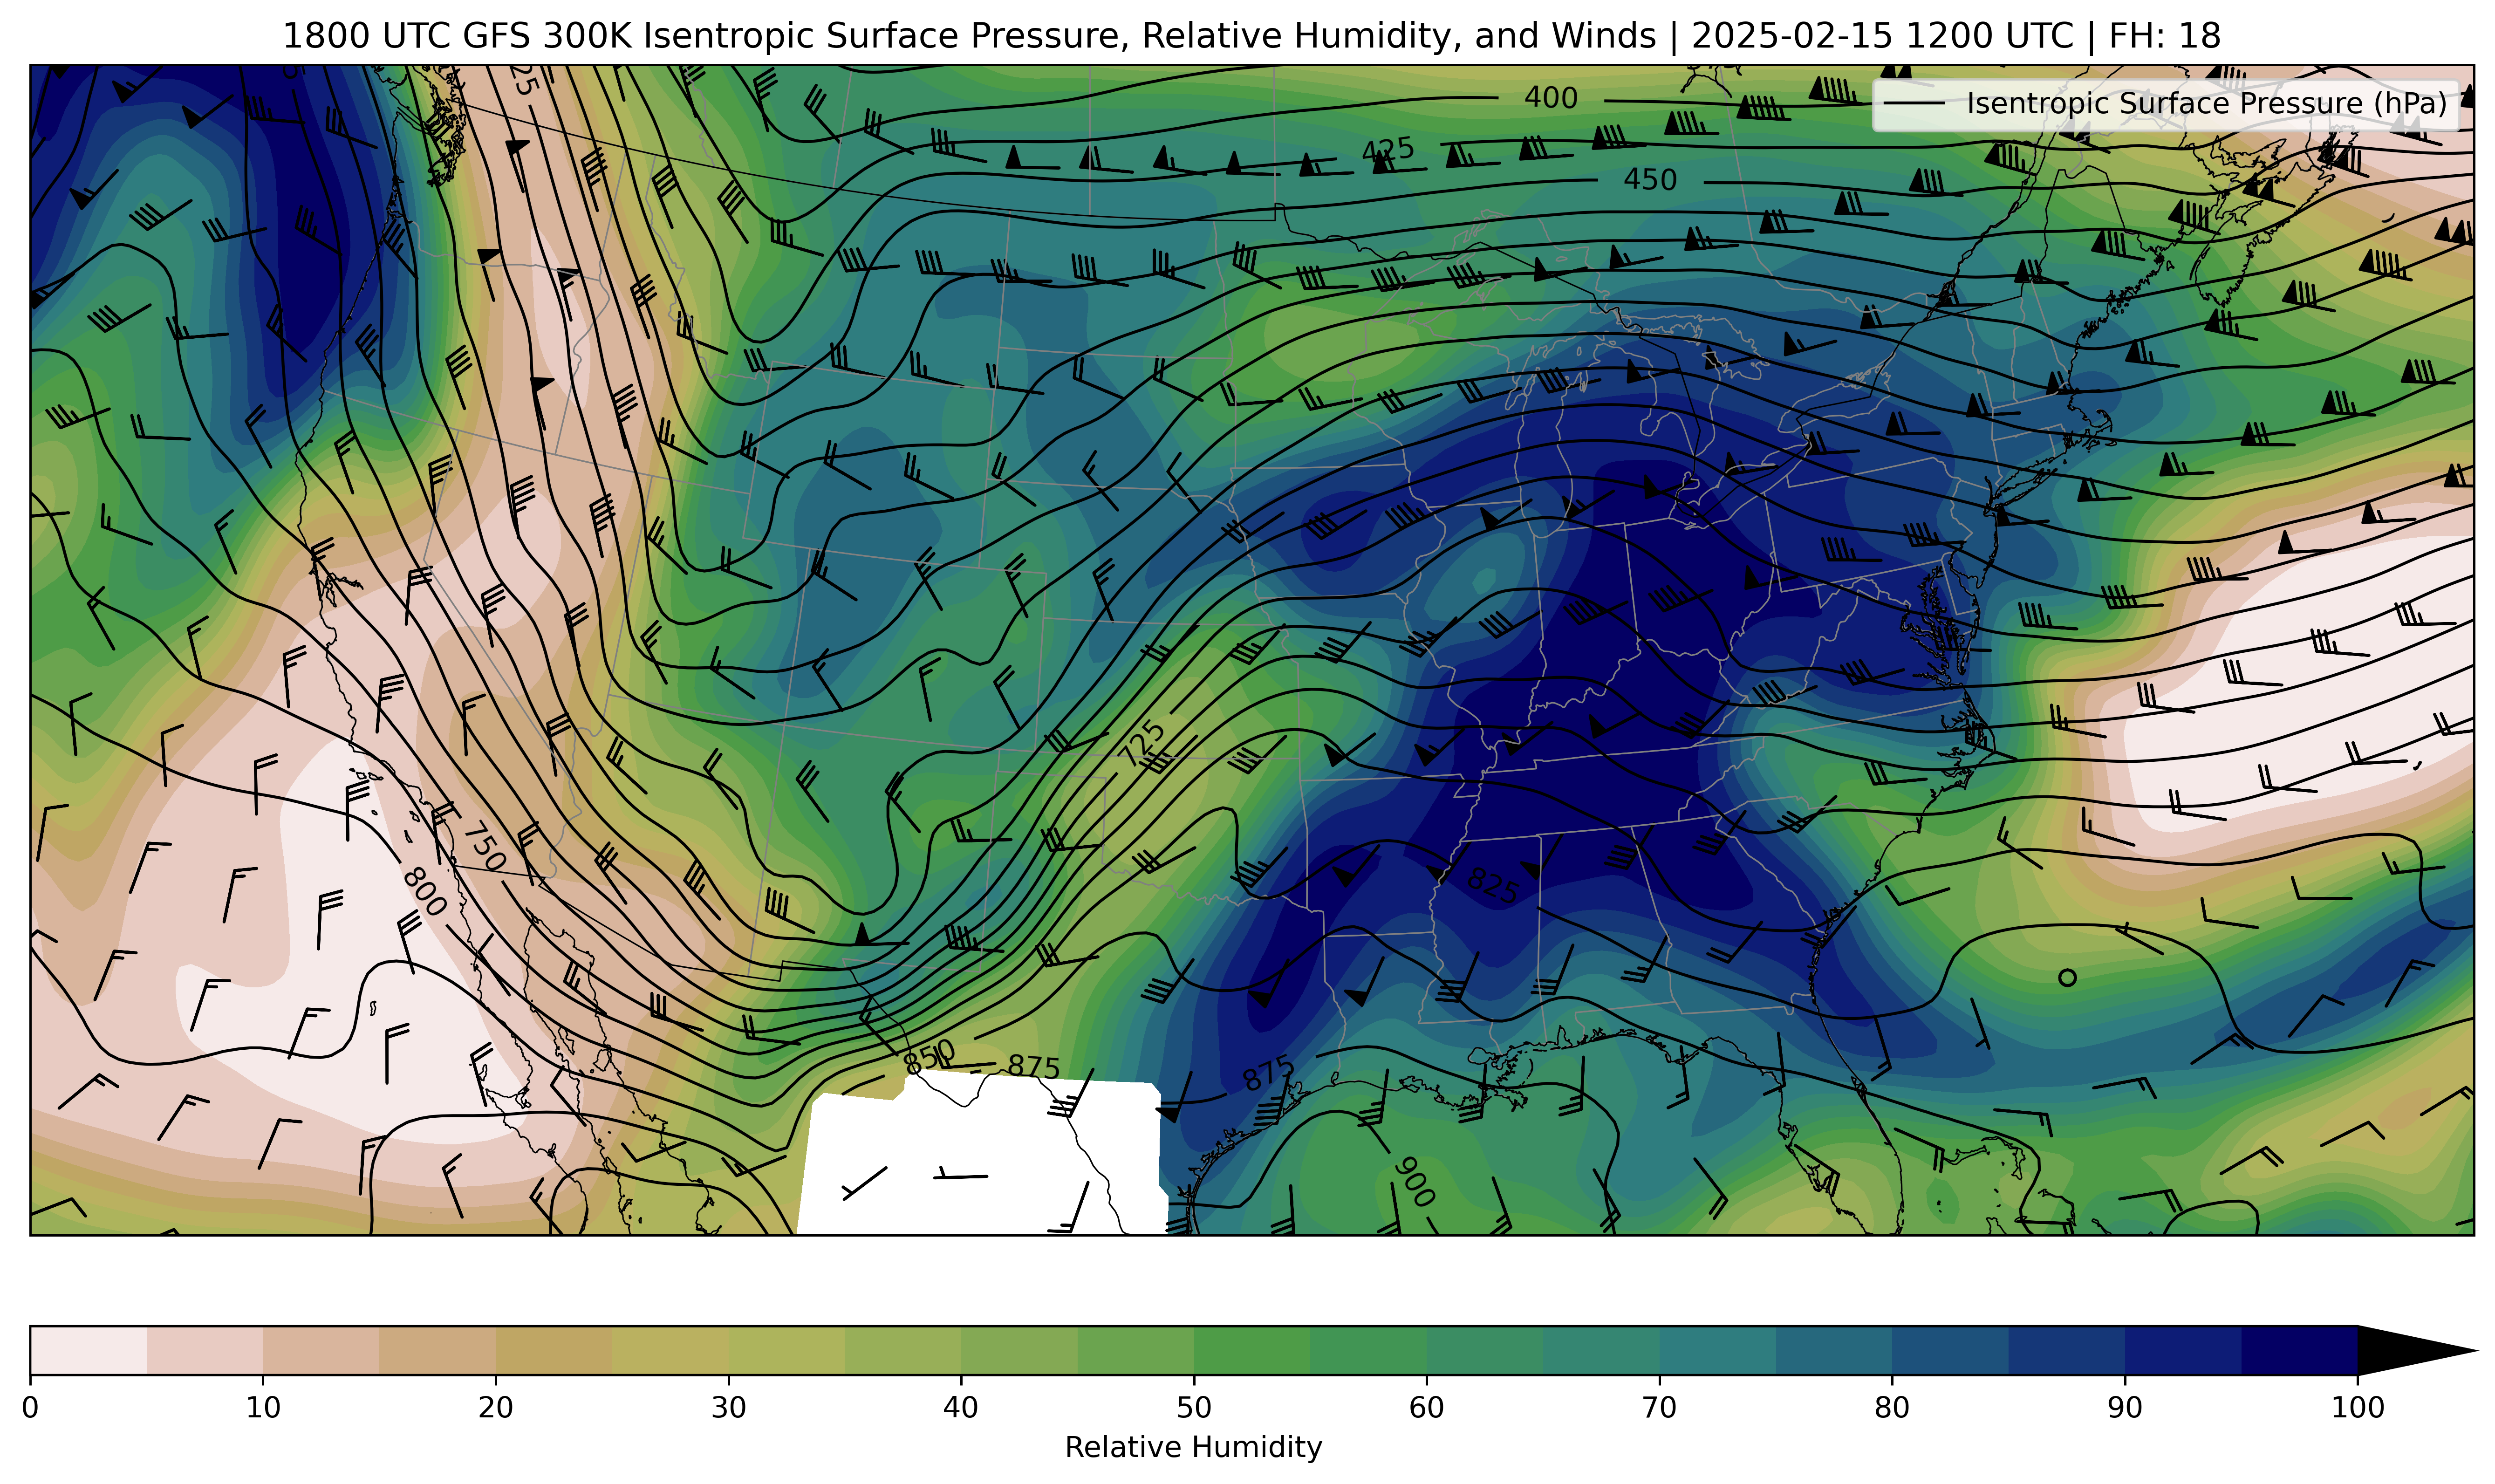 1800 UTC GFS 300K Isentropic Surface Pressure, Relative Humidity, and Winds | 2025-02-15 1200 UTC | FH: 18
Isentropic Surface Pressure (hPa)
400
425
450
725
750
800
825
850
875
875
900
0 10 20 30 40 50 60 70 80 90 100
Relative Humidity